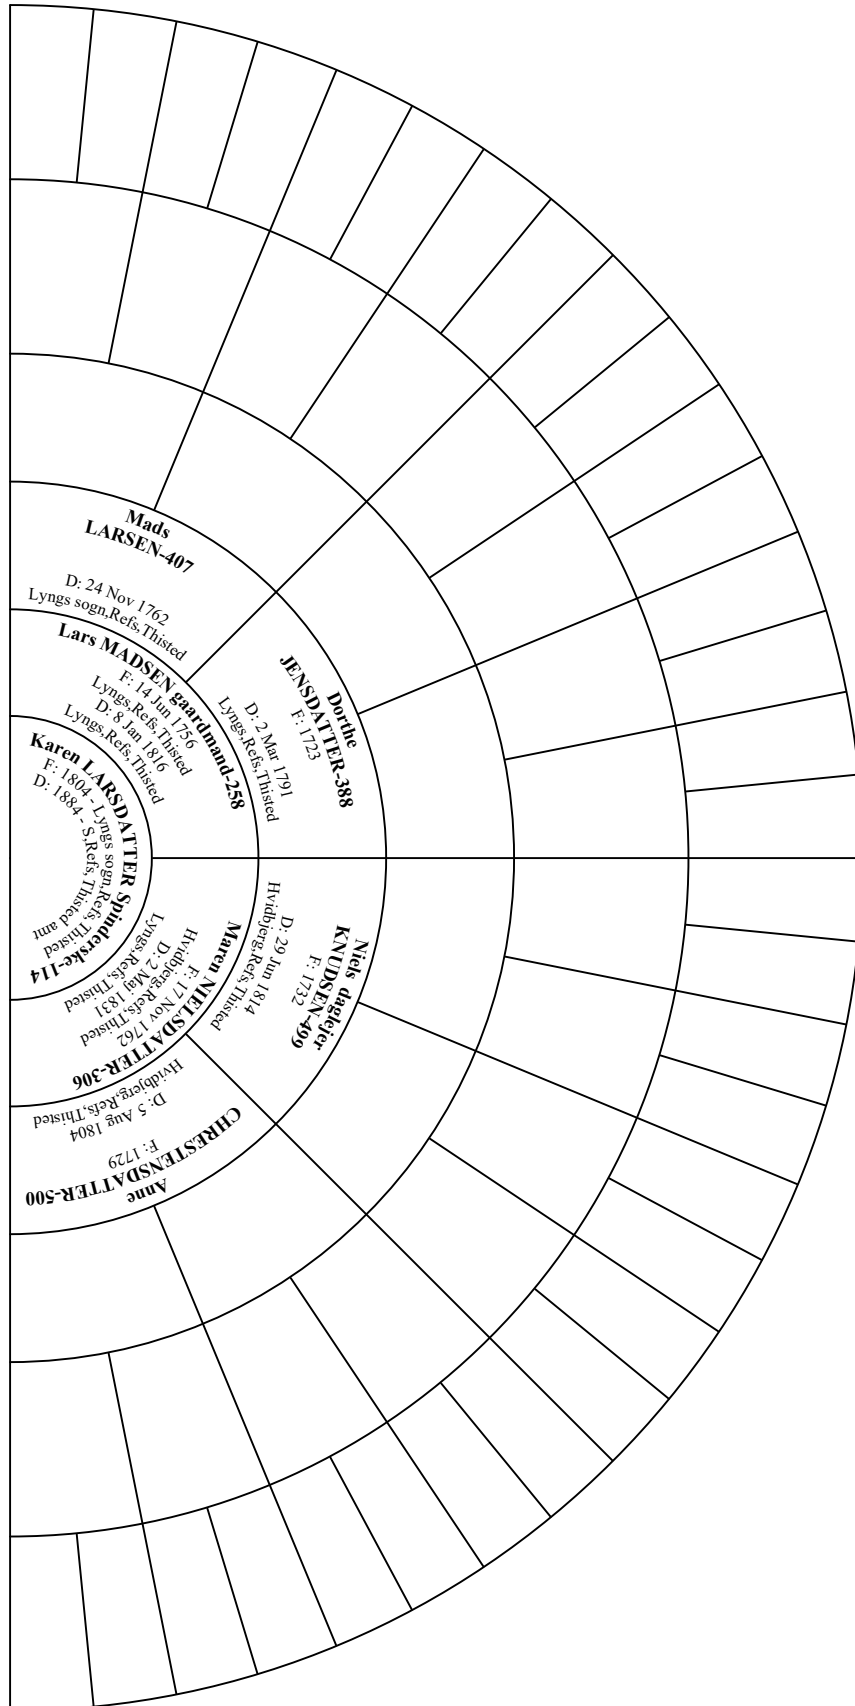 Mads
LARSEN-407
D: 24 Nov 1762
Lyngs sogn,Refs,Thisted
Dorthe
JENSDATTER-388
F: 1723
D: 2 Mar 1791
Lyngs,Refs,Thisted
Lars MADSEN gaardmand-258
F: 14 Jun 1756
Lyngs,Refs,Thisted
D: 8 Jan 1816
Lyngs,Refs,Thisted
Karen LARSDATTER Spinderske-114
F: 1804 - Lyngs sogn,Refs,Thisted
D: 1884 - S,Refs,Thisted amt
Maren NIELSDATTER-306
F: 17 Nov 1762
Hvidbjerg,Refs,Thisted
D: 2 Maj 1831
Lyngs,Refs,Thisted
Niels daglejer
KNUDSEN-499
F: 1732
D: 29 Jun 1814
Hvidbjerg,Refs,Thisted
Anne
CHRESTENSDATTER-500
F: 1729
D: 5 Aug 1804
Hvidbjerg,Refs,Thisted